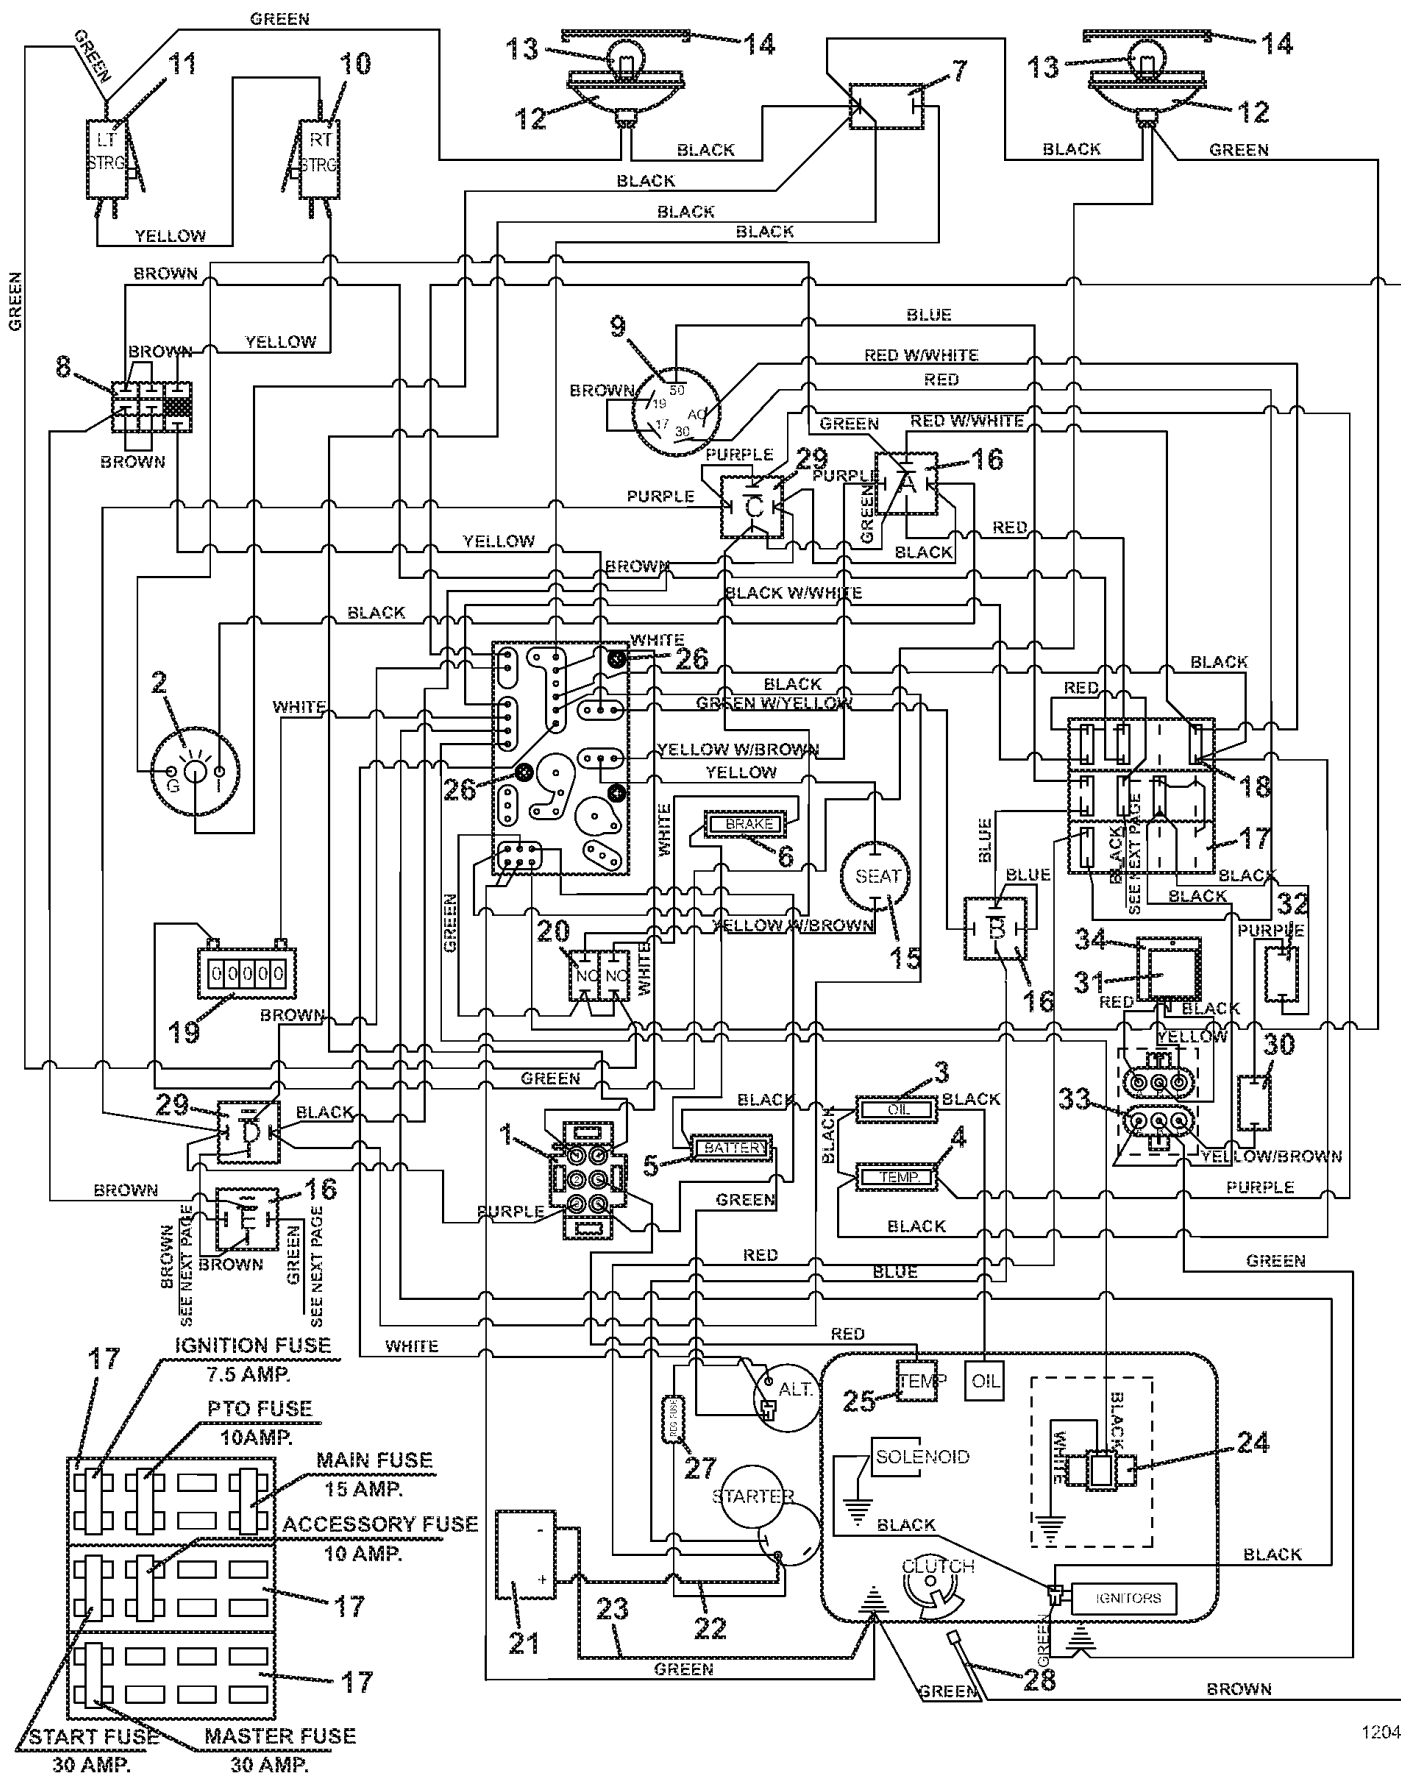 GREEN
GREEN
11
10
13
14
7
13
14
12
12
LT
STRG
RT
STRG
BLACK
BLACK
GREEN
BLACK
YELLOW
BLACK
BLACK
BROWN
GREEN
9
BLUE
YELLOW
8
BROWN
RED W/WHITE
BROWN
50
19
17
30
RED
GREEN
RED W/WHITE
BROWN
PURPLE
29
PURPLE
A
16
PURPLE
C
GREEN
RED
YELLOW
BLACK
BROWN
BLACK W/WHITE
BLACK
WHITE
26
BLACK
2
BLACK
RED
WHITE
GREEN W/YELLOW
YELLOW W/BROWN
YELLOW
G
I
26
18
WHITE
BRAKE
6
BLUE
BLACK
SEE NEXT PAGE
17
SEAT
BLUE
BLACK
BLACK
GREEN
YELLOW W/BROWN
15
B
16
32
PURPLE
20
NC
NO
WHITE
34
31
00000
19
BROWN
RED
BLACK
YELLOW
30
GREEN
3
29
D
BLACK
BLACK
OIL
BLACK
33
1
5
BATTERY
BLACK
4
TEMP.
YELLOW/BROWN
BROWN
16
E
GREEN
PURPLE
PURPLE
BLACK
BROWN
SEE NEXT PAGE
BROWN
GREEN
SEE NEXT PAGE
RED
BLUE
GREEN
IGNITION FUSE
7.5 AMP.
WHITE
RED
17
PTO FUSE
10AMP.
ALT.
TEMP
25
OIL
BLACK
WHITE
24
MAIN FUSE
15 AMP.
27
SOLENOID
STARTER
ACCESSORY FUSE
10 AMP.
-
+
BLACK
BLACK
CLUTCH
IGNITORS
17
21
23
22
GREEN
17
GREEN
GREEN
28
BROWN
START FUSE
30 AMP.
MASTER FUSE
30 AMP.
1204